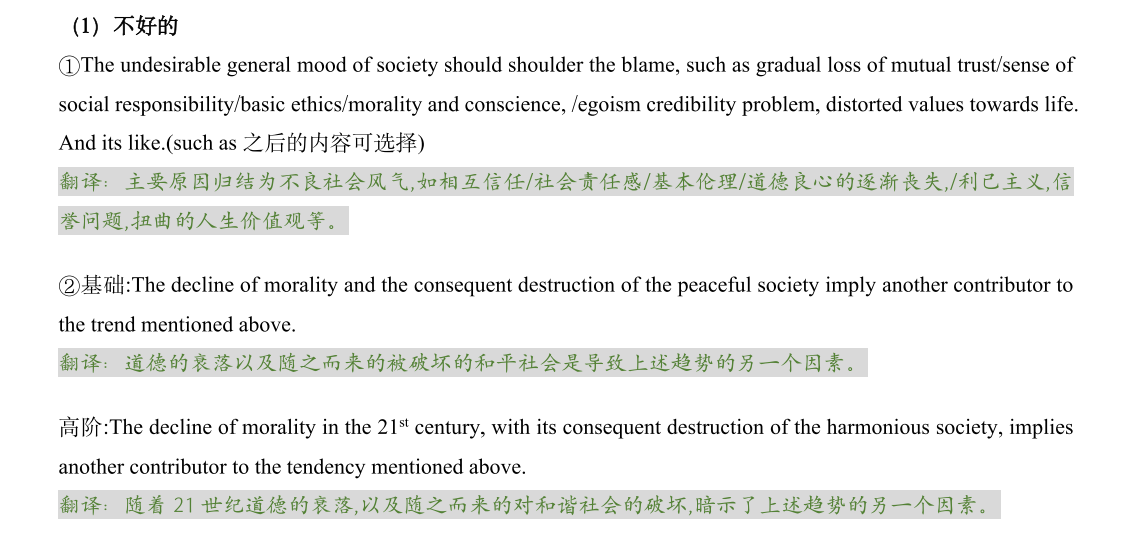 （1）不好的
①The undesirable general mood of society should shoulder the blame, such as gradual loss of mutual trust/sense of
social responsibility/basic ethics/morality and conscience, /egoism credibility problem, distorted values towards life.
And its like.(such as 之后的内容可选择)
翻译：主要原因归结为不良社会风气,如相互信任/社会责任感/基本伦理/道德良心的逐渐丧失,/利己主义,信
誉问题,扭曲的人生价值观等。
②基础:The decline of morality and the consequent destruction of the peaceful society imply another contributor to
the trend mentioned above.
翻译：道德的衰落以及随之而来的被破坏的和平社会是导致上述趋势的另一个因素。
高阶:The decline of morality in the 21st century, with its consequent destruction of the harmonious society, implies
another contributor to the tendency mentioned above.
翻译：随着 21 世纪道德的衰落,以及随之而来的对和谐社会的破坏,暗示了上述趋势的另一个因素。